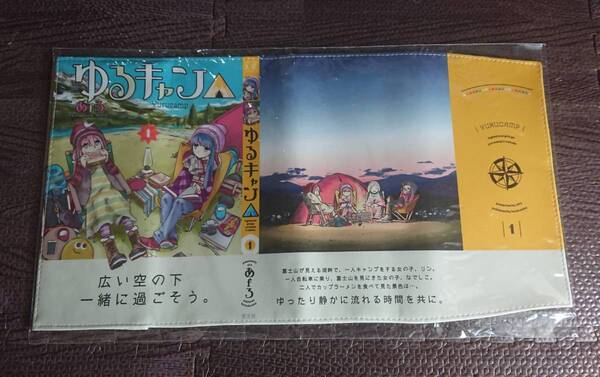 ゆるキャン△
あfろ
Yurucamp
1
広い空の下
一緒に過ごそう。
ゆるキャン△
1
あfろ
芳文社
富士山が見える湖畔で、一人キャンプをする女の子、リン。
一人自転車に乗り、富士山を見にきた女の子、なでしこ。
二人でカップラーメンを食べて見た景色は…。
ゆったり静かに流れる時間を共に。
YURUCAMP
1